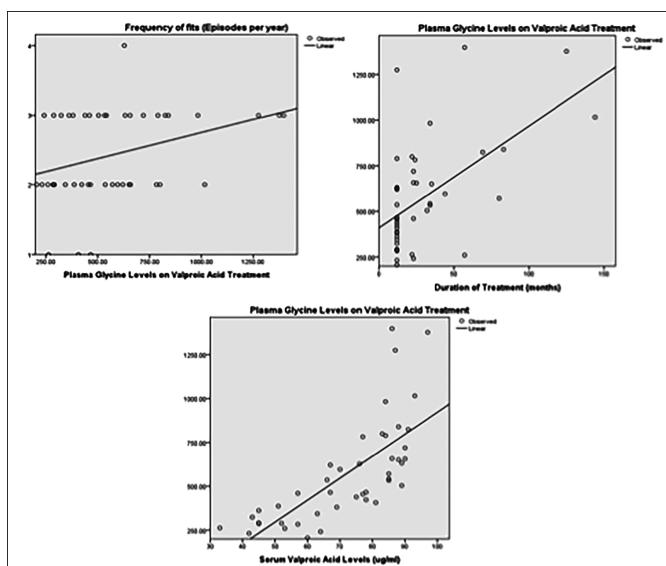 Frequency of fits (Episodes per year)
Observed
Linear
4
3
2
1
250.00 500.00 750.00 1000.00 1250.00
Plasma Glycine Levels on Valproic Acid Treatment
Plasma Glycine Levels on Valproic Acid Treatment
Observed
Linear
1250.00
1000.00
750.00
500.00
250.00
0 50 100 150
Duration of Treatment (months)
Plasma Glycine Levels on Valproic Acid Treatment
Observed
Linear
1250.00
1000.00
750.00
500.00
250.00
30 40 50 60 70 80 90 100
Serum Valproic Acid Levels (ug/ml)